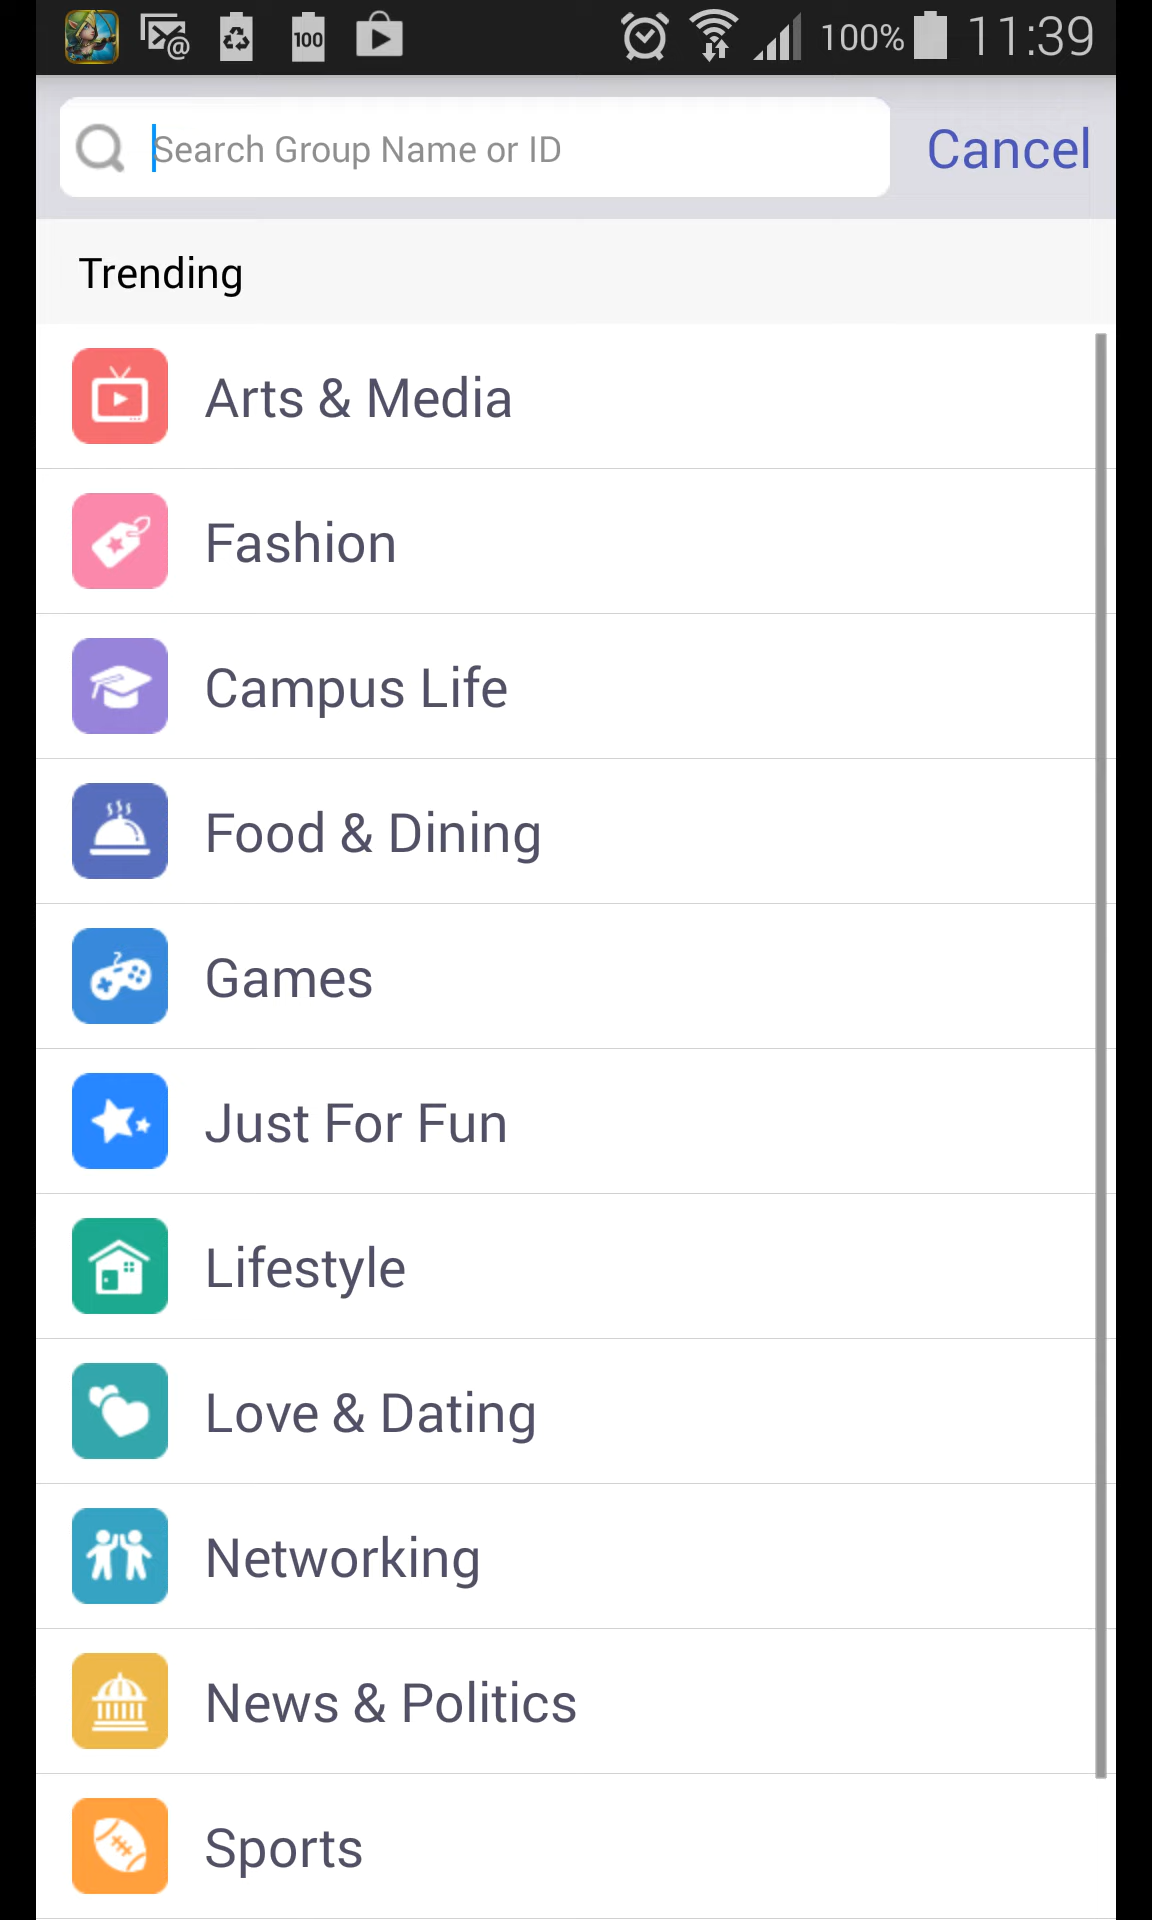 100 100% 11:39
Search Group Name or ID Cancel
Trending
Arts & Media
Fashion
Campus Life
Food & Dining
Games
Just For Fun
Lifestyle
Love & Dating
Networking
News & Politics
Sports